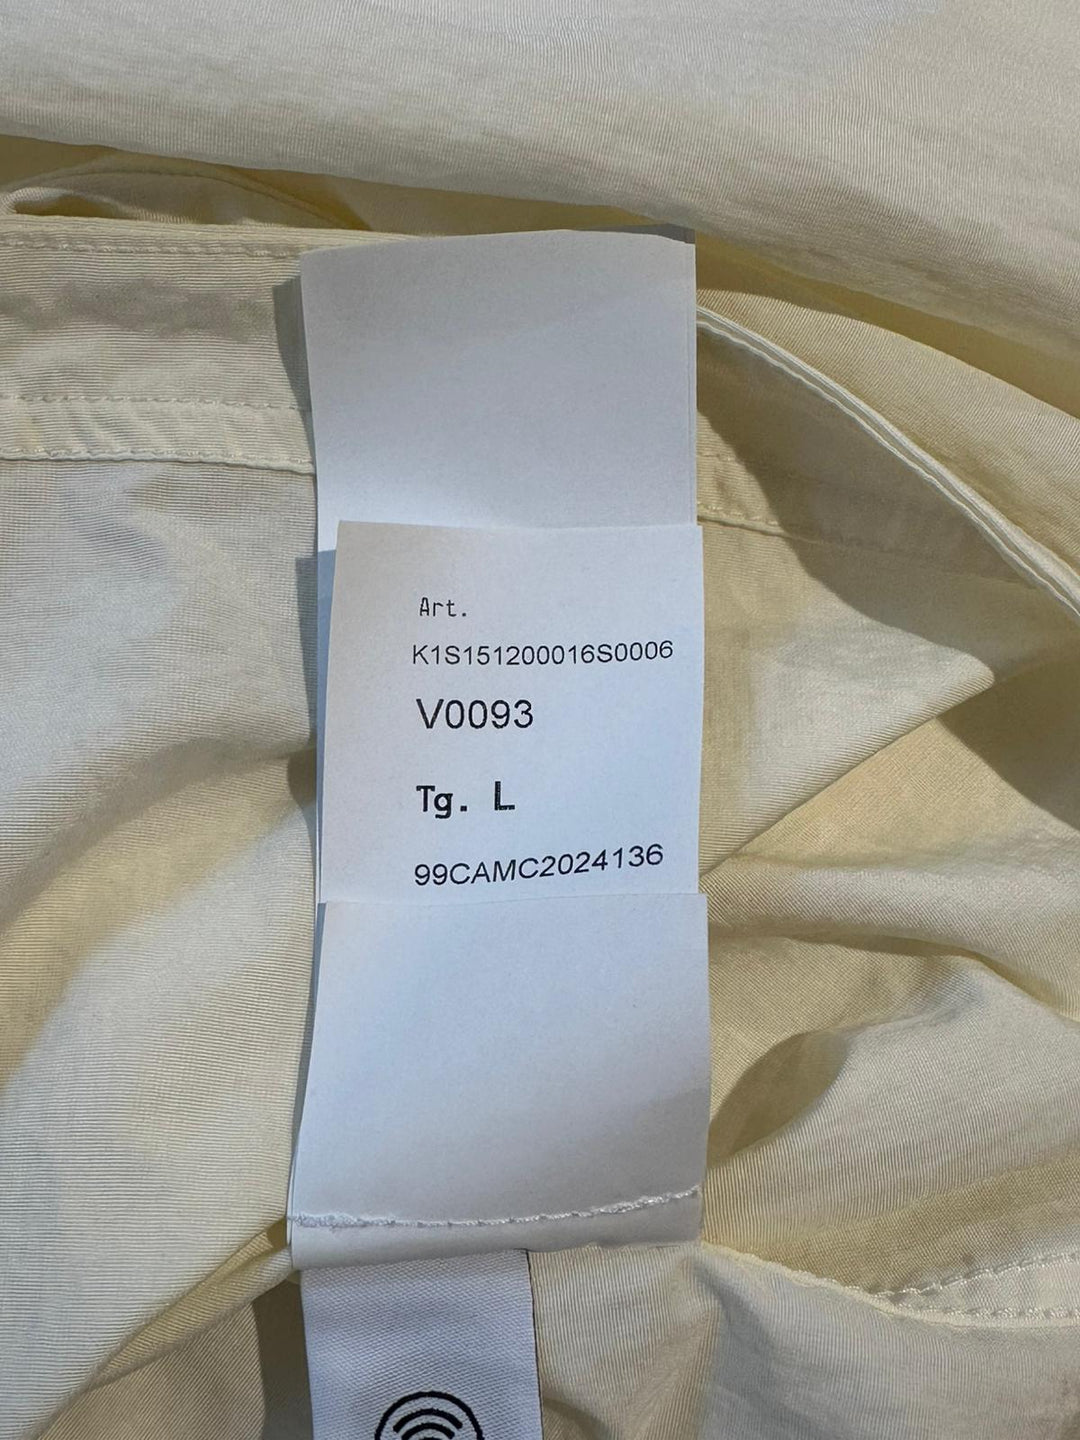 Art.
K1S151200016S0006
V0093
Tg. L
99CAMC2024136